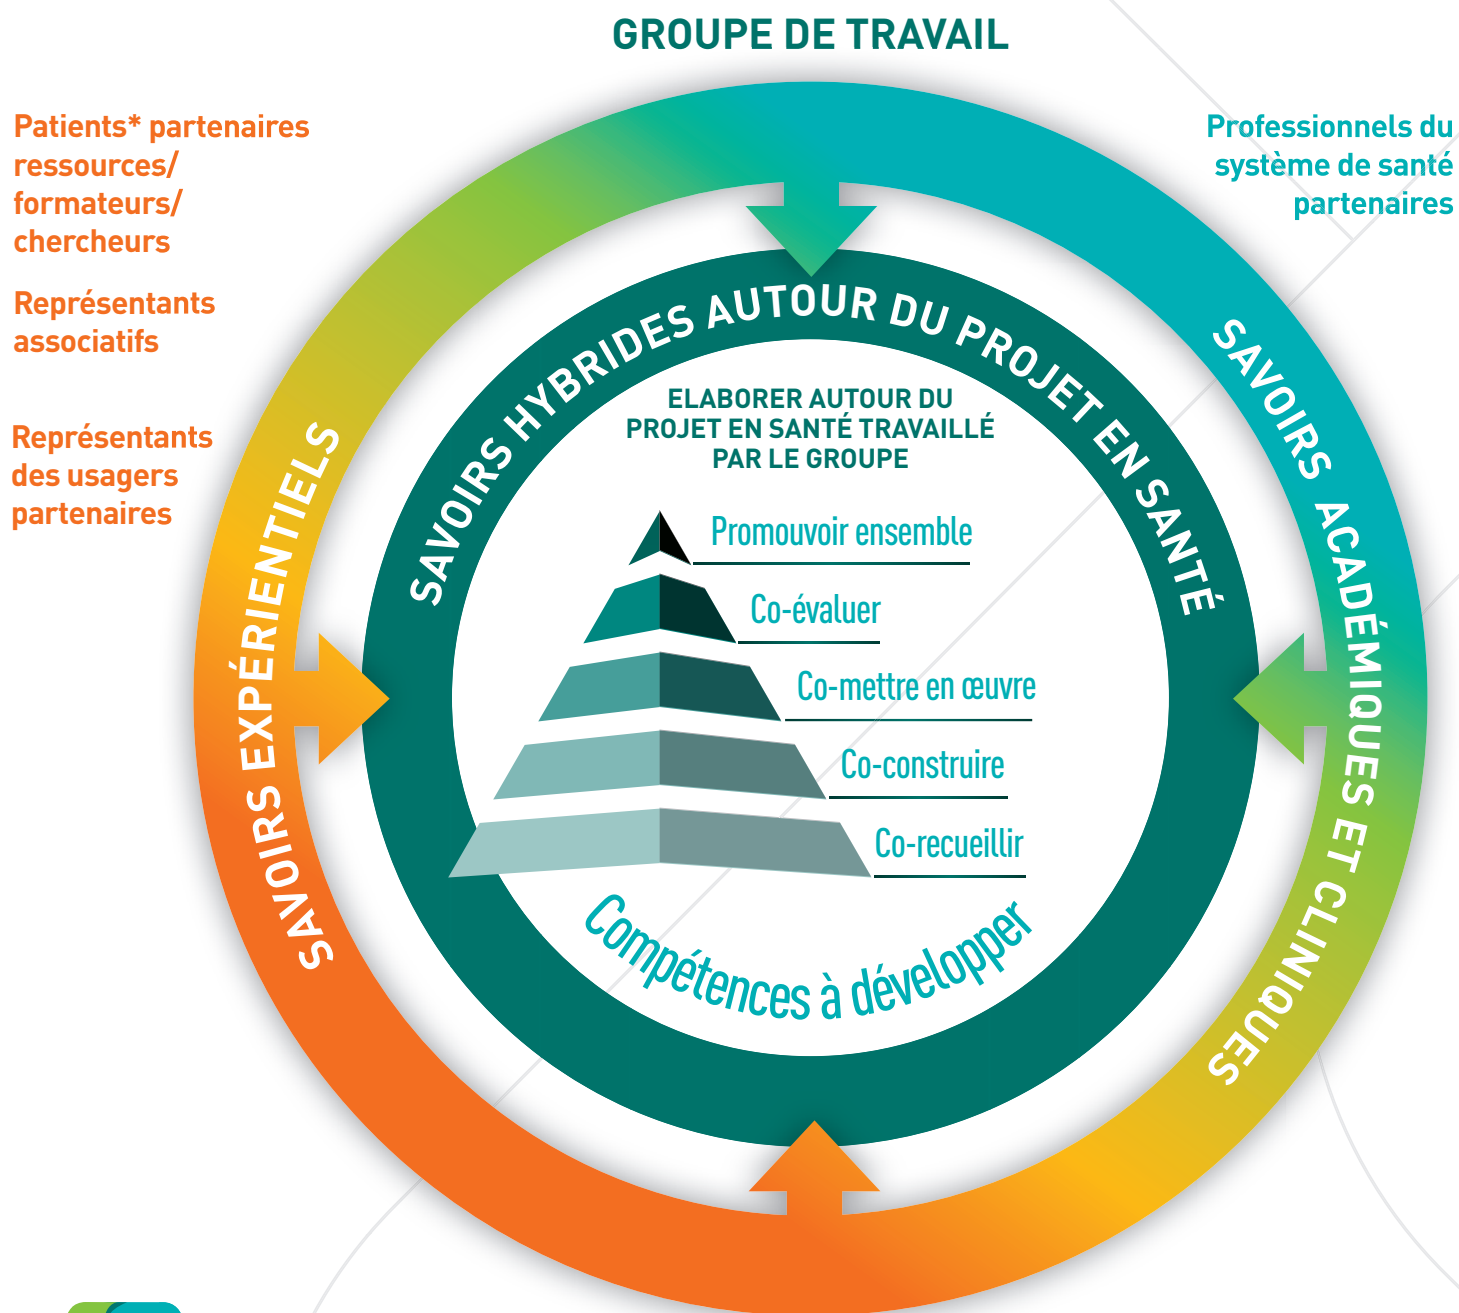 GROUPE DE TRAVAIL
Patients* partenaires
ressources/
formateurs/
chercheurs
Représentants
associatifs
Représentants
des usagers
partenaires
Professionnels du
système de santé
partenaires
SAVOIRS EXPÉRIENTIELS
SAVOIRS ACADÉMIQUES ET CLINIQUES
SAVOIRS HYBRIDES AUTOUR DU PROJET EN SANTÉ
ELABORER AUTOUR DU
PROJET EN SANTÉ TRAVAILLÉ
PAR LE GROUPE
Promouvoir ensemble
Co-évaluer
Co-mettre en œuvre
Co-construire
Co-recueillir
Compétences à développer